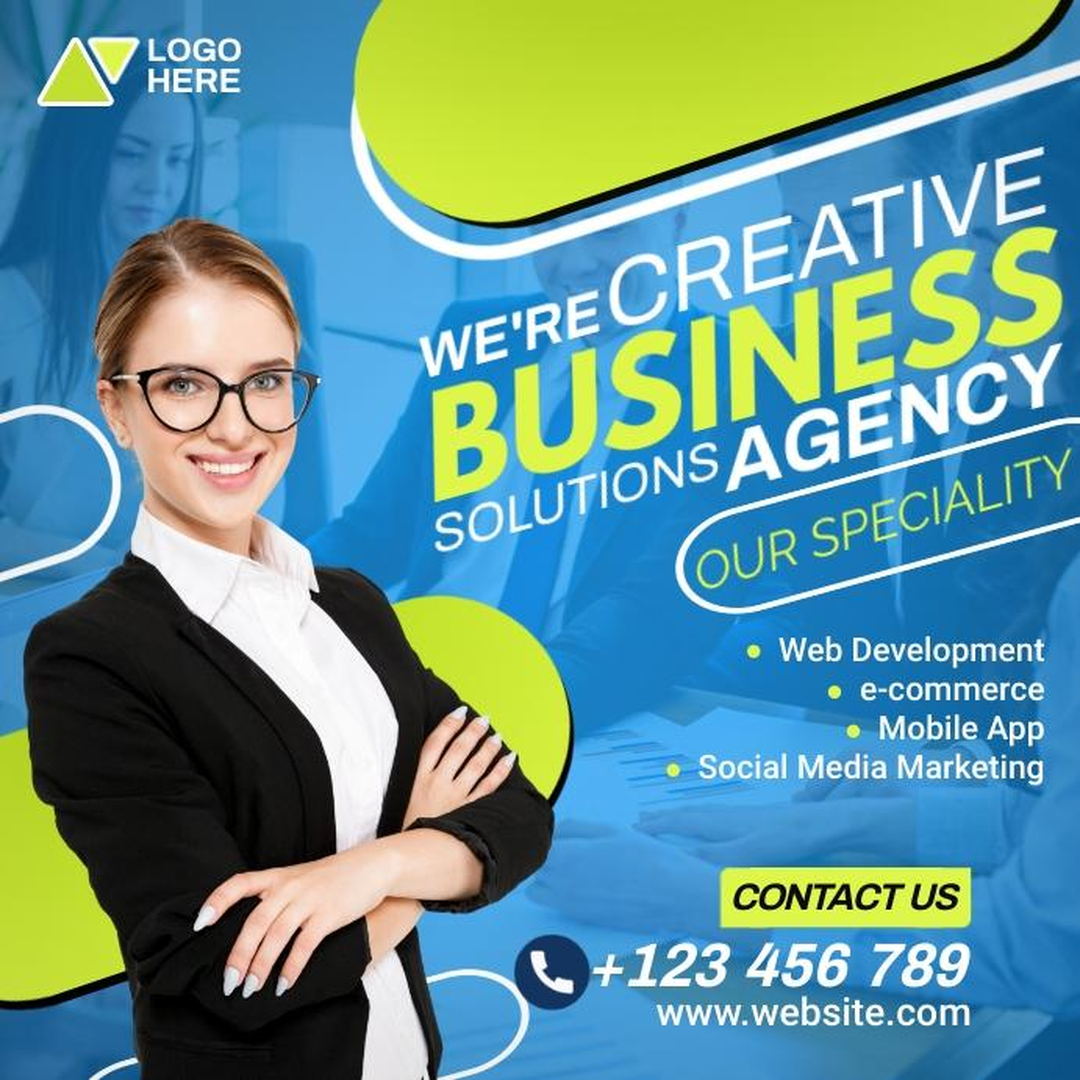 LOGO
HERE
WE'RE CREATIVE
BUSINESS
SOLUTIONS AGENCY
OUR SPECIALITY
• Web Development
• e-commerce
• Mobile App
• Social Media Marketing
CONTACT US
+123 456 789
www.website.com